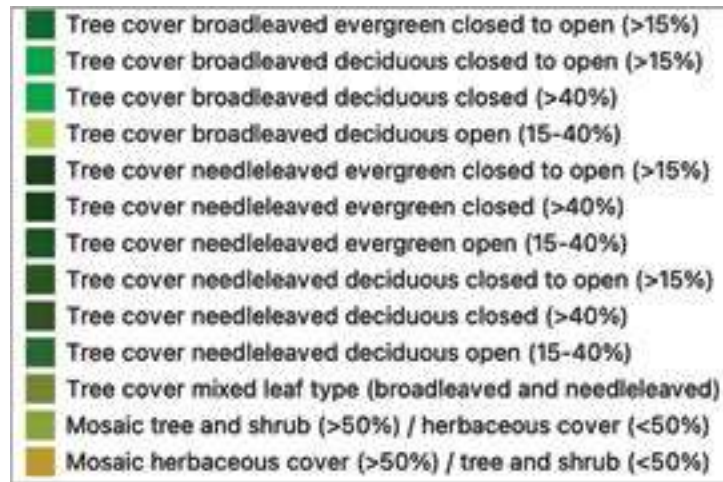 Tree cover broadleaved evergreen closed to open (>15%)
Tree cover broadleaved deciduous closed to open (>15%)
Tree cover broadleaved deciduous closed (>40%)
Tree cover broadleaved deciduous open (15-40%)
Tree cover needleleaved evergreen closed to open (>15%)
Tree cover needleleaved evergreen closed (>40%)
Tree cover needleleaved evergreen open (15-40%)
Tree cover needleleaved deciduous closed to open (>15%)
Tree cover needleleaved deciduous closed (>40%)
Tree cover needleleaved deciduous open (15-40%)
Tree cover mixed leaf type (broadleaved and needleleaved)
Mosaic tree and shrub (>50%) / herbaceous cover (<50%)
Mosaic herbaceous cover (>50%) / tree and shrub (<50%)